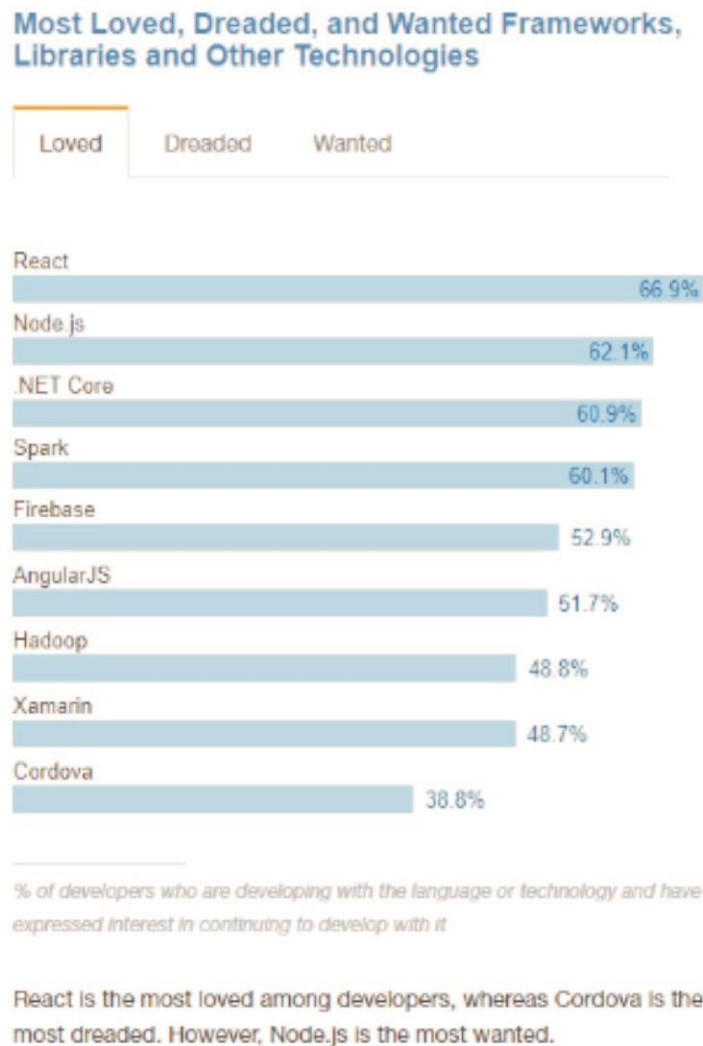 Most Loved, Dreaded, and Wanted Frameworks,
Libraries and Other Technologies
Loved Dreaded Wanted
React
66.9%
Node.js
62.1%
.NET Core
60.9%
Spark
60.1%
Firebase
52.9%
AngularJS
51.7%
Hadoop
48.8%
Xamarin
48.7%
Cordova
38.8%
% of developers who are developing with the language or technology and have
expressed interest in continuing to develop with it
React is the most loved among developers, whereas Cordova is the
most dreaded. However, Node.js is the most wanted.